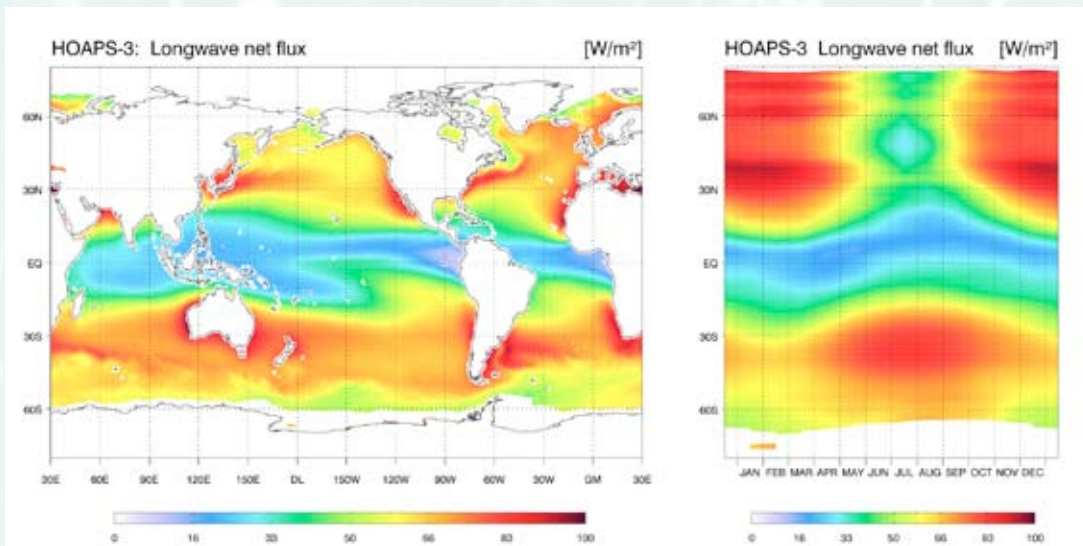 HOAPS-3: Longwave net flux [W/m²]
60N
30N
EQ
30S
60S
30E 60E 90E 120E 150E DL 150W 120W 90W 60W 30W GM 30E
0 16 33 50 66 83 100
HOAPS-3 Longwave net flux [W/m²]
60N
30N
EQ
30S
60S
JAN FEB MAR APR MAY JUN JUL AUG SEP OCT NOV DEC
0 16 33 50 66 83 100